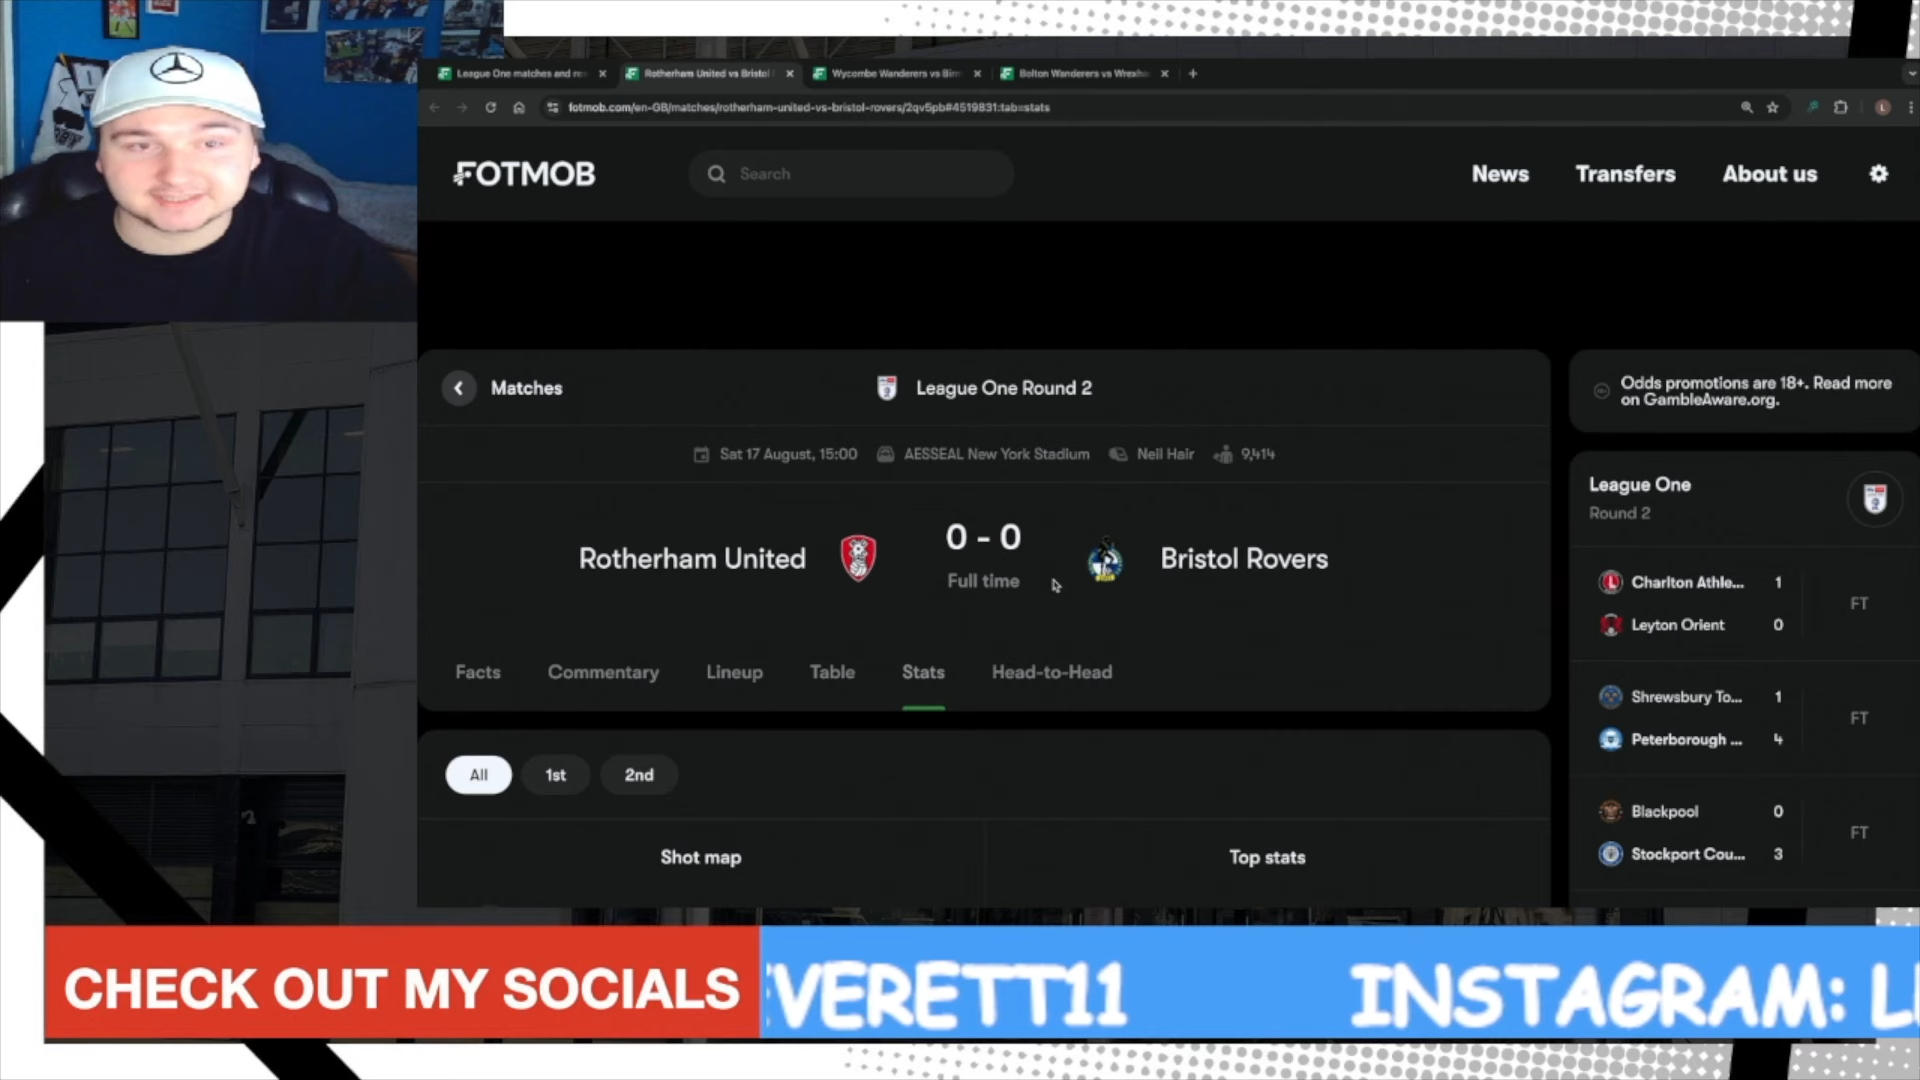 League One matches and re
Rotherham United vs Bristol
Wycombe Wanderers vs Birm
Bolton Wanderers vs Wrexh
fotmob.com/en-GB/matches/rotherham-united-vs-bristol-rovers/2qv5pb#4519831:tab=stats
L
FOTMOB
Search
News
Transfers
About us
Matches
League One Round 2
Odds promotions are 18+. Read more
on GambleAware.org.
Sat 17 August, 15:00
AESSEAL New York Stadium
Neil Hair
9,414
Rotherham United
0 - 0
Full time
Bristol Rovers
Facts
Commentary
Lineup
Table
Stats
Head-to-Head
All
1st
2nd
Shot map
Top stats
League One
Round 2
Charlton Athle... 1
Leyton Orient 0
FT
Shrewsbury To... 1
Peterborough ... 4
FT
Blackpool 0
Stockport Cou... 3
FT
CHECK OUT MY SOCIALS
VERETT11
INSTAGRAM: L